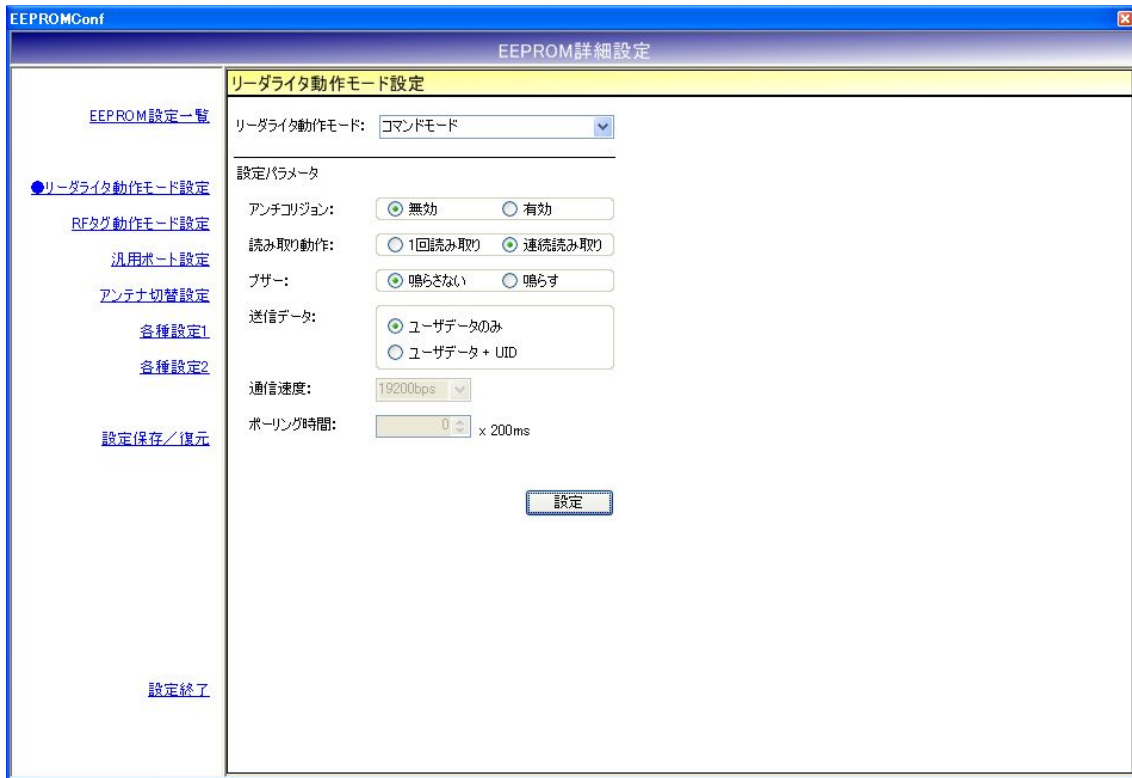 EEPROMConf
EEPROM詳細設定
EEPROM設定一覧
●リーダライタ動作モード設定
RFタグ動作モード設定
汎用ポート設定
アンテナ切替設定
各種設定1
各種設定2
設定保存／復元
設定終了
リーダライタ動作モード設定
リーダライタ動作モード: コマンドモード
設定パラメータ
アンチコリジョン: 無効 有効
読み取り動作: 1回読み取り 連続読み取り
ブザー: 鳴らさない 鳴らす
送信データ: ユーザデータのみ
ユーザデータ + UID
通信速度: 19200bps
ポーリング時間: 0 x 200ms
設定